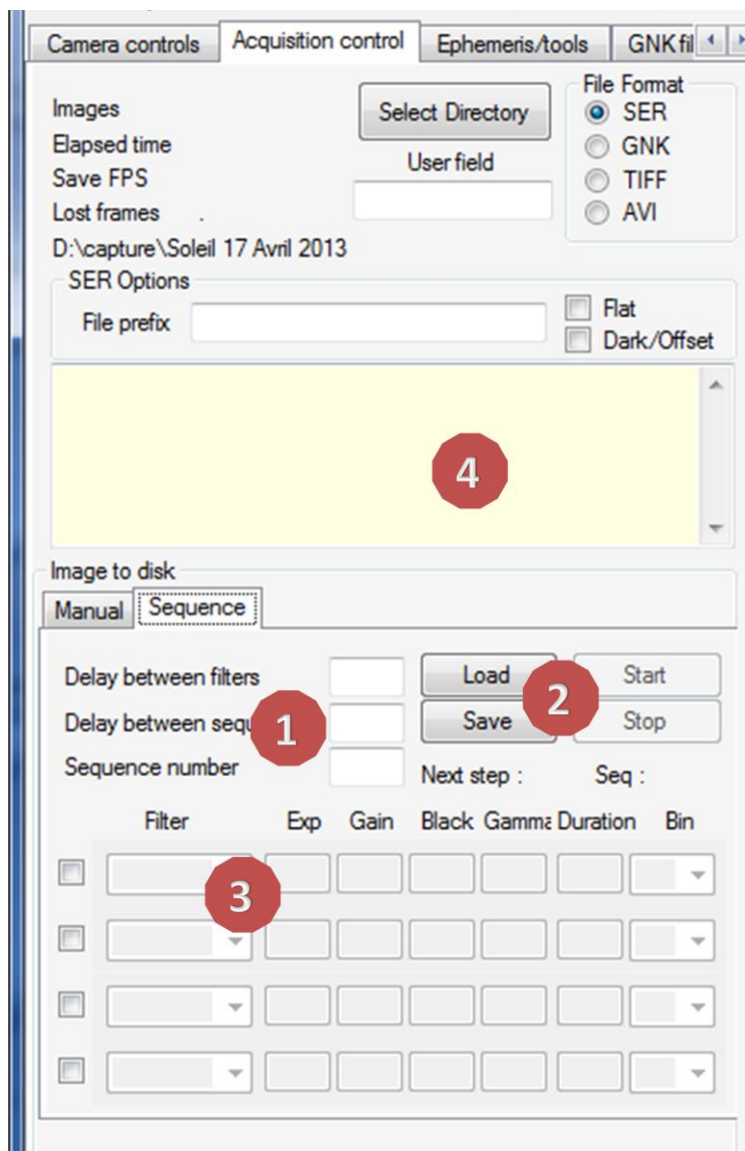 Camera controls Acquisition control Ephemeris/tools GNK fil
File Format
Images Select Directory SER
Elapsed time GNK
User field
Save FPS TIFF
Lost frames . AVI
D:\capture\Soleil 17 Avril 2013
SER Options
File prefix Flat
Dark/Offset
4
Image to disk
Manual Sequence
Delay between filters Load Start
2
Delay between sequ 1 Save Stop
Sequence number Next step : Seq :
Filter Exp Gain Black Gamma Duration Bin
3